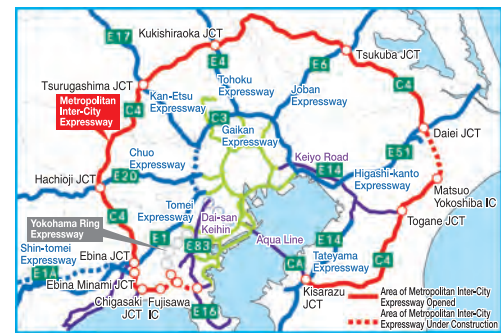 E17
Kukishiraoka JCT
E4
Tohoku
Expressway
E6
Tsukuba JCT
Tsurugashima JCT
Kan-Etsu
Expressway
Joban
Expressway
C4
Metropolitan
Inter-City
Expressway
C4
C3
Gaikan
Expressway
Daiei JCT
Keiyo Road
E51
Chuo
Expressway
E14
Higashi-kanto
Expressway
E20
Hachioji JCT
Matsuo
Yokoshiba IC
Tomei
Expressway
C4
Dai-san
Keihin
Togane JCT
Yokohama Ring
Expressway
E1
E83
Aqua Line
E14
Shin-tomei
Expressway
Ebina JCT
Tateyama
Expressway
C4
E1A
CA
Ebina Minami JCT
Kisarazu
JCT
Chigasaki
JCT
Fujisawa
IC
E16
Area of Metropolitan Inter-City
Expressway Opened
Area of Metropolitan Inter-City
Expressway Under Construction